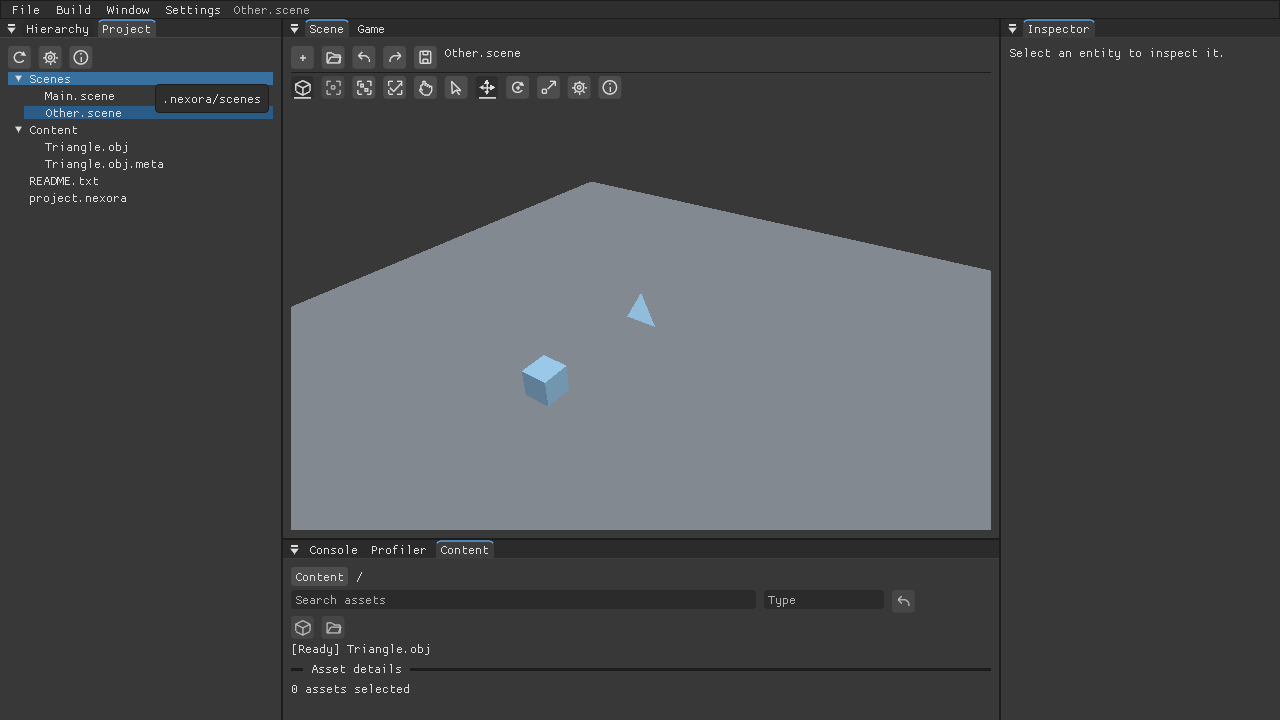 File Build Window Settings Other.scene
Hierarchy Project
Scene Game
Inspector
Other.scene
Select an entity to inspect it.
Scenes
Main.scene
.nexora/scenes
Other.scene
Content
Triangle.obj
Triangle.obj.meta
README.txt
project.nexora
Console Profiler Content
Content /
Search assets Type
[Ready] Triangle.obj
Asset details
0 assets selected